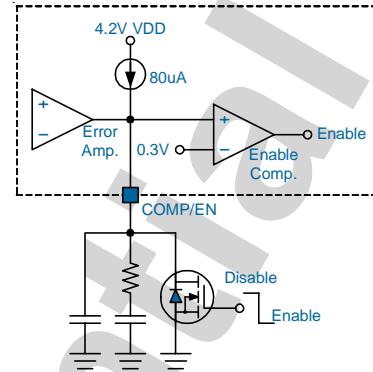 4.2V VDD
80uA
+
−
Error
Amp.
+
−
0.3V
Enable
Enable
Comp.
COMP/EN
Disable
Enable